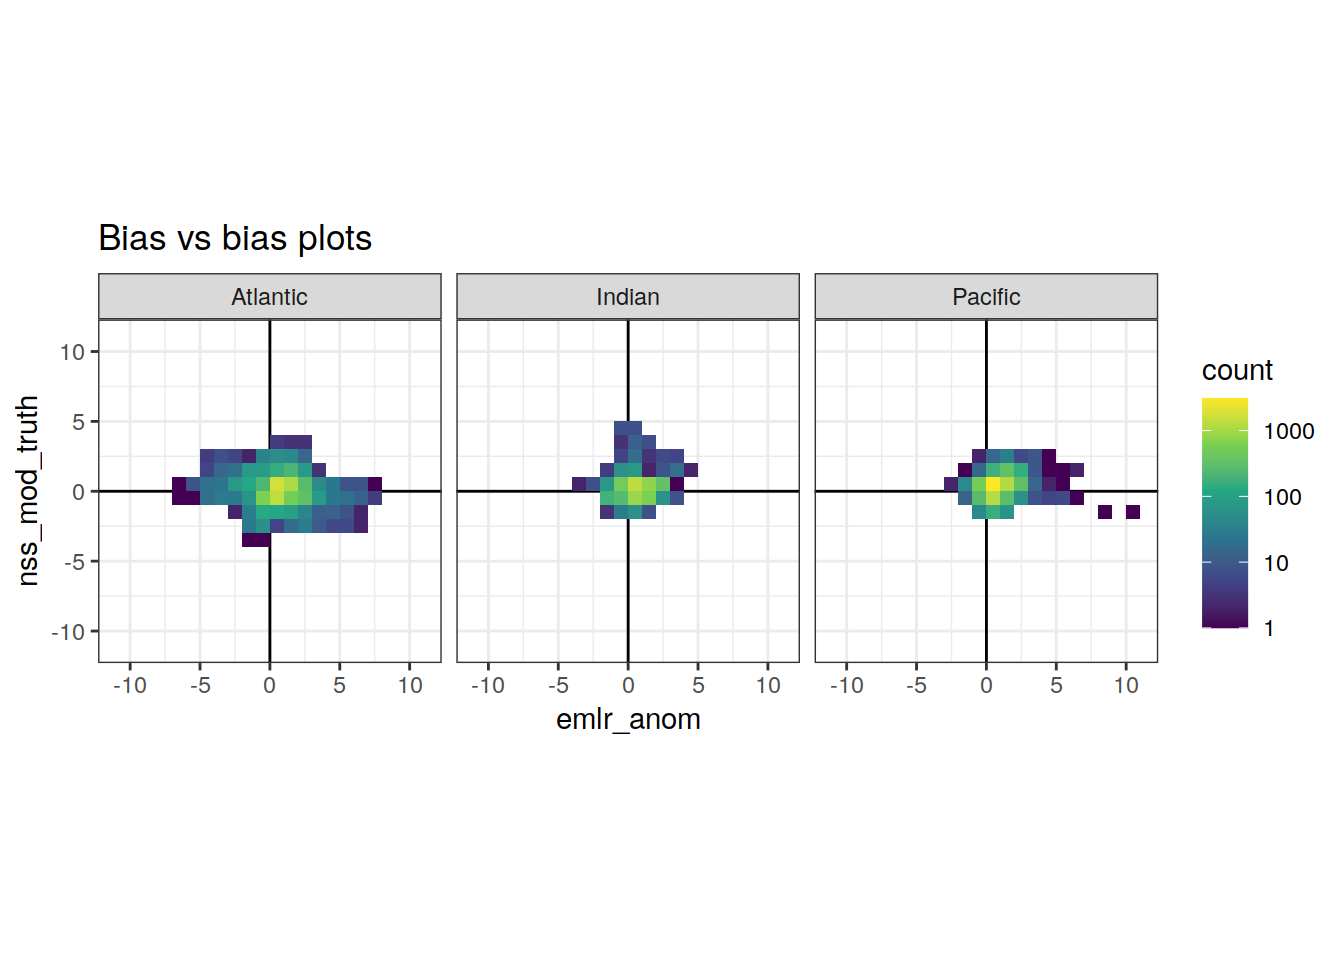 Bias vs bias plots
Atlantic Indian Pacific
10
5
0
-5
-10
nss_mod_truth
-10 -5 0 5 10 -10 -5 0 5 10 -10 -5 0 5 10
emlr_anom
count
1000
100
10
1